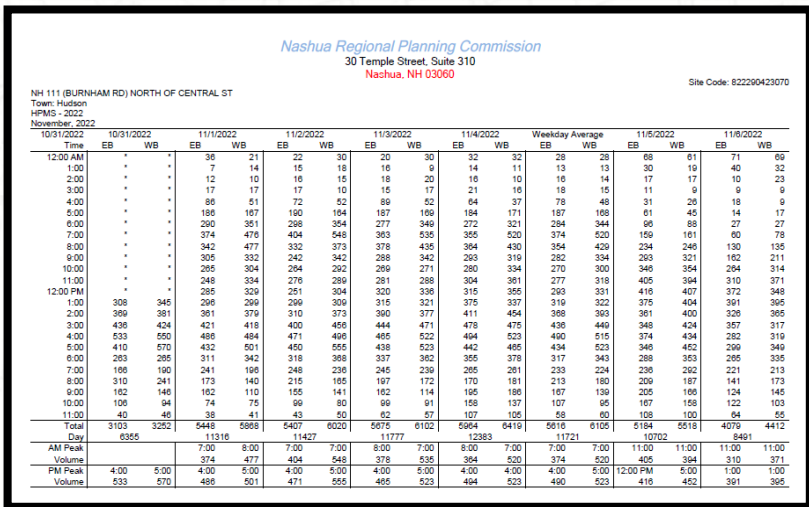 Nashua Regional Planning Commission
30 Temple Street, Suite 310
Nashua, NH 03060
Site Code: 822290423070
NH 111 (BURNHAM RD) NORTH OF CENTRAL ST
Town: Hudson
HPMS - 2022
November, 2022
10/31/2022 10/31/2022 11/1/2022 11/2/2022 11/3/2022 11/4/2022 Weekday Average 11/5/2022 11/6/2022
Time EB WB EB WB EB WB EB WB EB WB EB WB EB WB EB WB
12:00 AM * * 36 21 22 30 20 30 32 32 28 28 68 61 71 69
1:00 * * 7 14 15 18 16 9 14 11 13 13 30 19 40 32
2:00 * * 12 10 16 15 18 20 16 10 16 14 17 17 10 23
3:00 * * 17 17 17 10 15 17 21 16 18 15 11 9 9 9
4:00 * * 86 51 72 52 89 52 64 37 78 48 31 26 18 9
5:00 * * 186 167 190 164 187 169 184 171 187 168 61 45 14 17
6:00 * * 290 351 298 354 277 349 272 321 284 344 96 88 27 27
7:00 * * 374 476 404 548 363 535 355 520 374 520 159 161 60 78
8:00 * * 342 477 332 373 378 435 364 430 354 429 234 246 130 135
9:00 * * 305 332 242 342 288 342 293 319 282 334 293 321 162 211
10:00 * * 265 304 264 292 269 271 280 334 270 300 346 354 264 314
11:00 * * 248 334 276 289 281 288 304 361 277 318 405 394 310 371
12:00 PM * * 285 329 251 304 320 336 315 355 293 331 416 407 372 348
1:00 308 345 296 299 299 309 315 321 375 337 319 322 375 404 391 395
2:00 369 381 361 379 310 373 390 377 411 454 368 393 361 400 326 365
3:00 436 424 421 418 400 456 444 471 478 475 436 449 348 424 357 317
4:00 533 550 486 484 471 496 465 522 494 523 490 515 374 434 282 319
5:00 410 570 432 501 450 555 438 523 442 465 434 523 346 452 299 349
6:00 263 265 311 342 318 368 337 362 355 378 317 343 288 353 265 335
7:00 166 190 241 196 248 236 245 239 265 261 233 224 236 292 221 213
8:00 310 241 173 140 215 165 197 172 170 181 213 180 209 187 141 173
9:00 162 146 162 110 155 141 162 114 195 186 167 139 205 166 124 145
10:00 106 94 74 75 99 80 99 91 158 137 107 95 167 158 122 103
11:00 40 46 38 41 43 50 62 57 107 105 58 60 108 100 64 55
Total 3103 3252 5448 5868 5407 6020 5675 6102 5964 6419 5616 6105 5184 5518 4079 4412
Day 6355 11316 11427 11777 12383 11721 10702 8491
AM Peak 7:00 8:00 7:00 7:00 8:00 7:00 8:00 7:00 7:00 7:00 11:00 11:00 11:00 11:00
Volume 374 477 404 548 378 535 364 520 374 520 405 394 310 371
PM Peak 4:00 5:00 4:00 5:00 4:00 5:00 4:00 5:00 4:00 4:00 4:00 5:00 12:00 PM 5:00 1:00 1:00
Volume 533 570 486 501 471 555 465 523 494 523 490 523 416 452 391 395